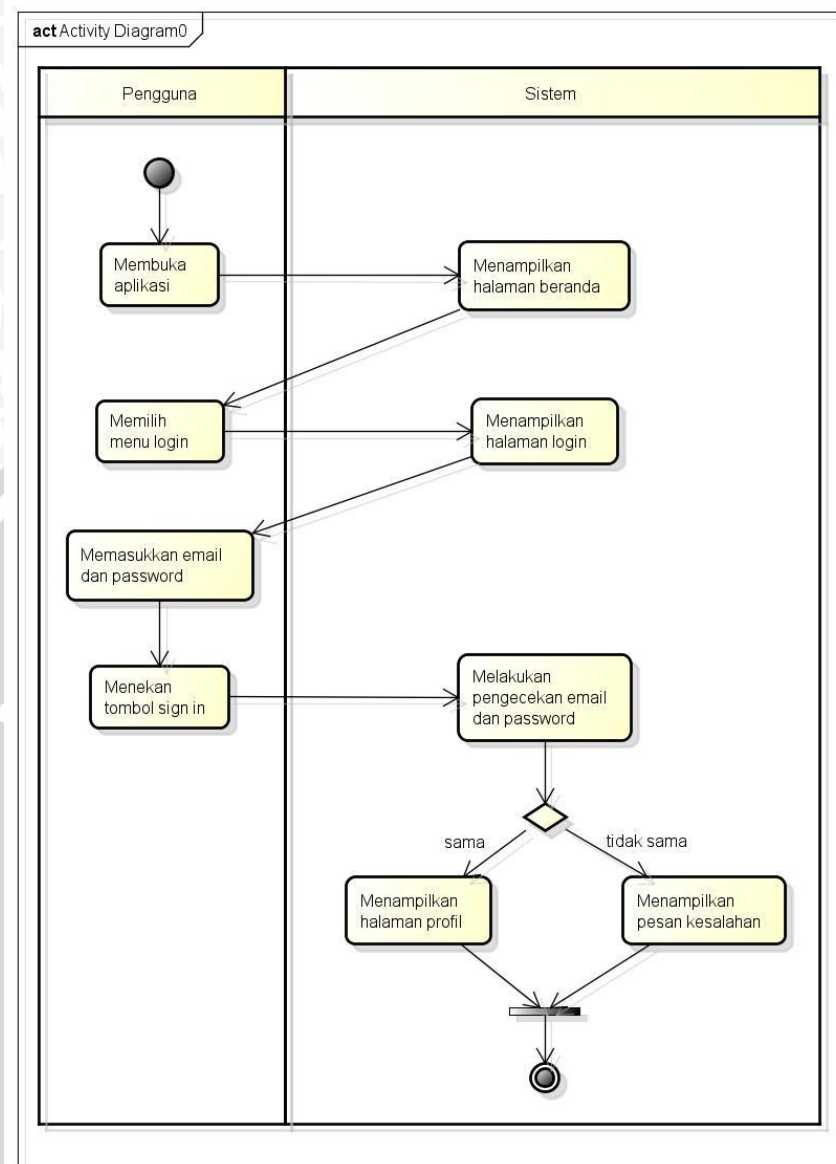 act Activity Diagram0
Pengguna
Sistem
Membuka
aplikasi
Menampilkan
halaman beranda
Memilih
menu login
Menampilkan
halaman login
Memasukkan email
dan password
Menekan
tombol sign in
Melakukan
pengecekan email
dan password
sama
tidak sama
Menampilkan
halaman profil
Menampilkan
pesan kesalahan